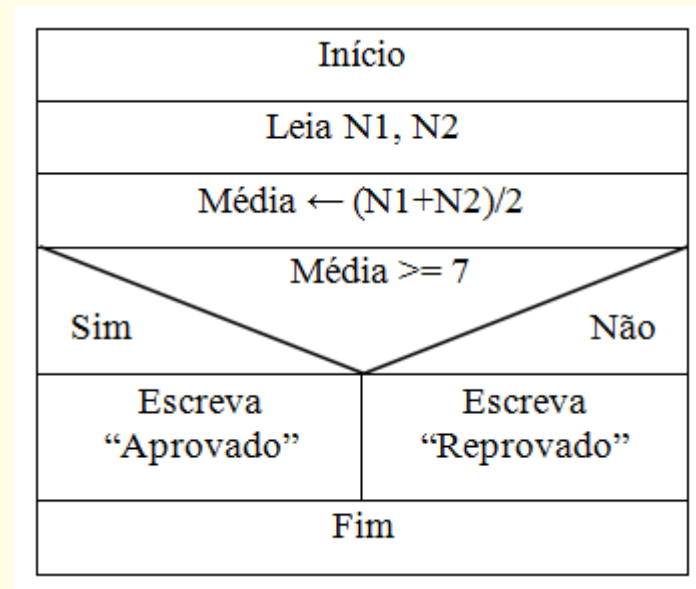 Início
Leia N1, N2
Média ← (N1+N2)/2
Média >= 7
Sim
Não
Escreva
“Aprovado”
Escreva
“Reprovado”
Fim